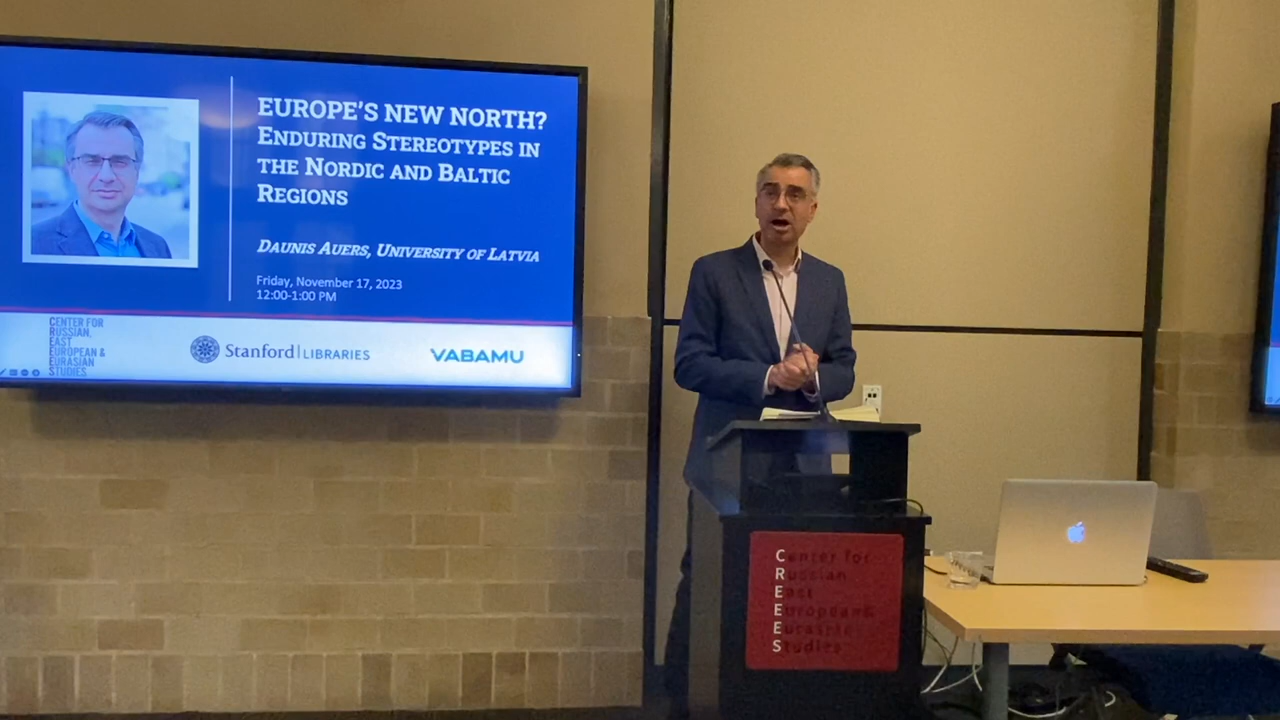 EUROPE'S NEW NORTH?
ENDURING STEREOTYPES IN
THE NORDIC AND BALTIC
REGIONS
DAUNIS AUERS, UNIVERSITY OF LATVIA
Friday, November 17, 2023
12:00-1:00 PM
CENTER FOR
RUSSIAN,
EAST
EUROPEAN &
EURASIAN
STUDIES
Stanford | LIBRARIES
VABAMU
Center for
Russian
East
European &
Eurasian
Studies